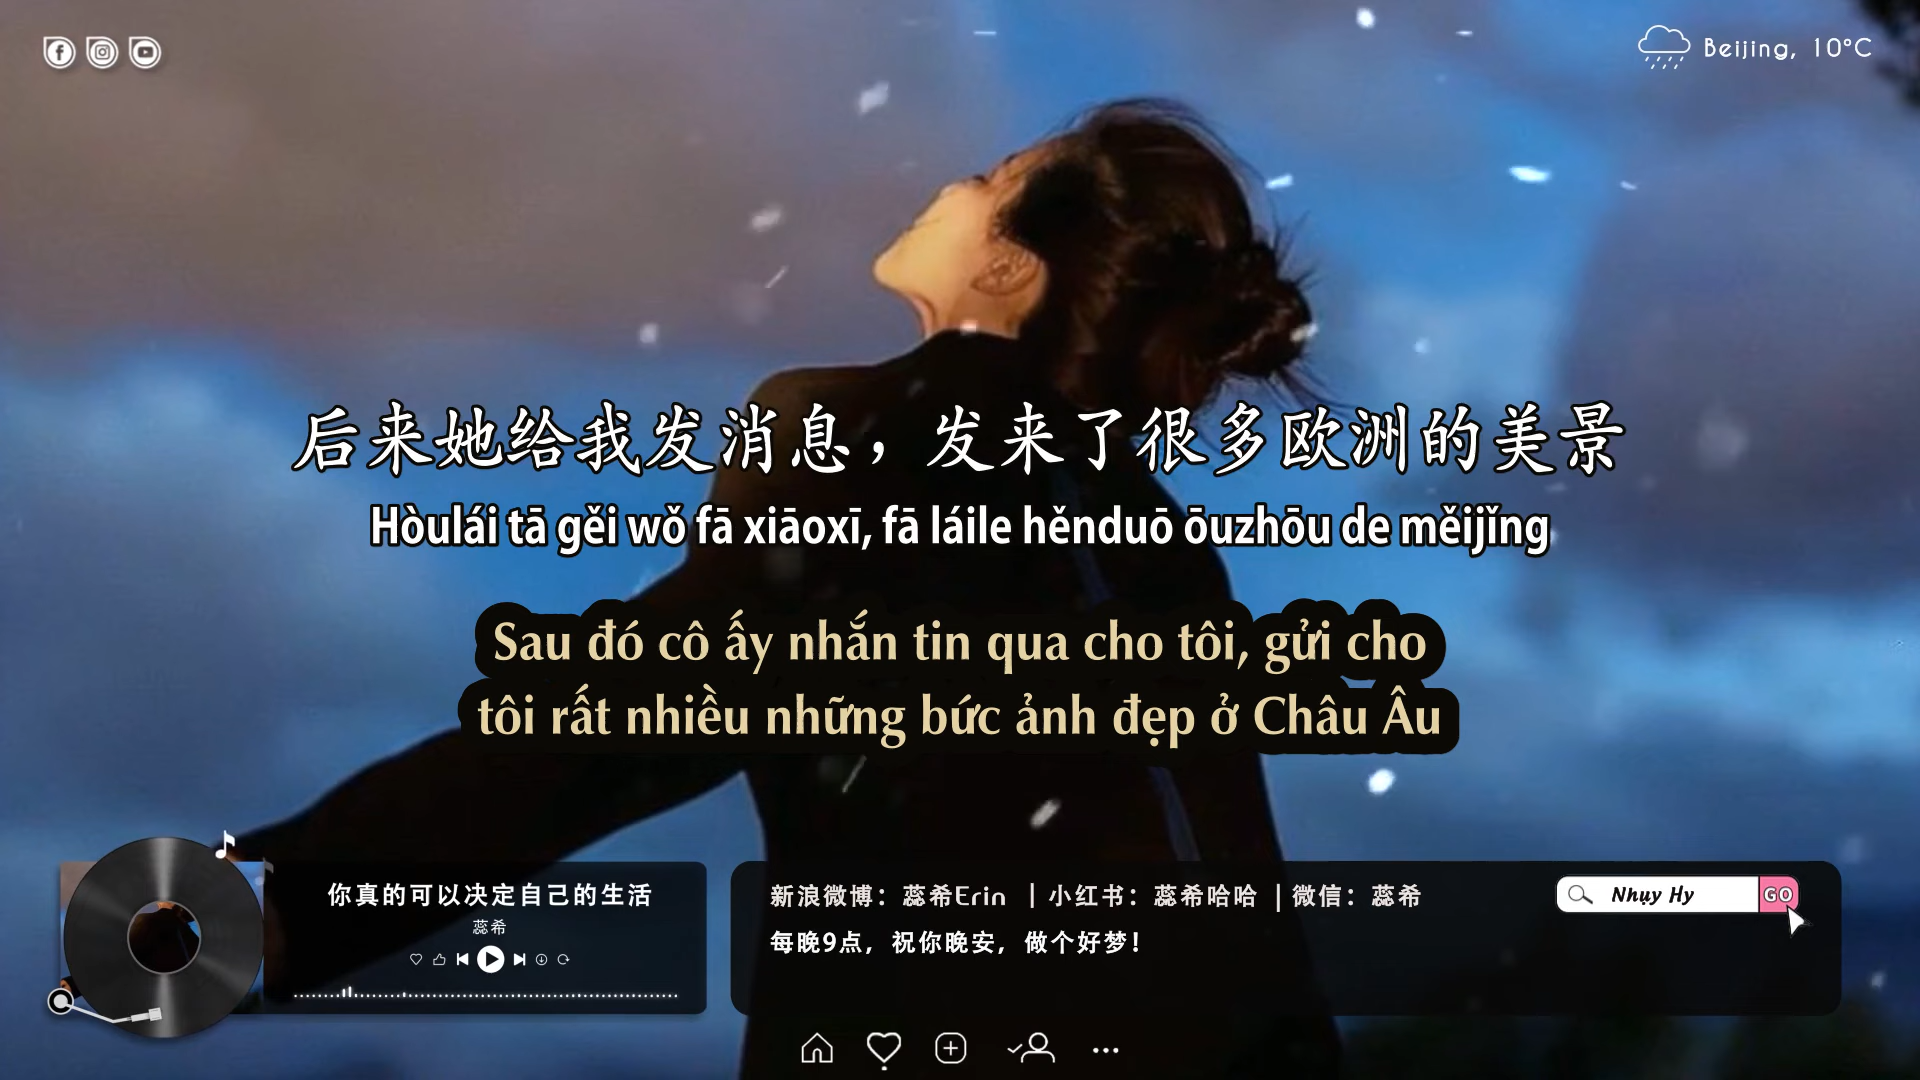 Beijing, 10°C
后来她给我发消息，发来了很多欧洲的美景
Hòulái tā gěi wǒ fā xiāoxī, fā láile hěnduō ōuzhōu de měijǐng
Sau đó cô ấy nhắn tin qua cho tôi, gửi cho
tôi rất nhiều những bức ảnh đẹp ở Châu Âu
你真的可以决定自己的生活
蕊希
新浪微博：蕊希Erin ｜小红书：蕊希哈哈 ｜微信：蕊希
Nhụy Hy GO
每晚9点，祝你晚安，做个好梦！